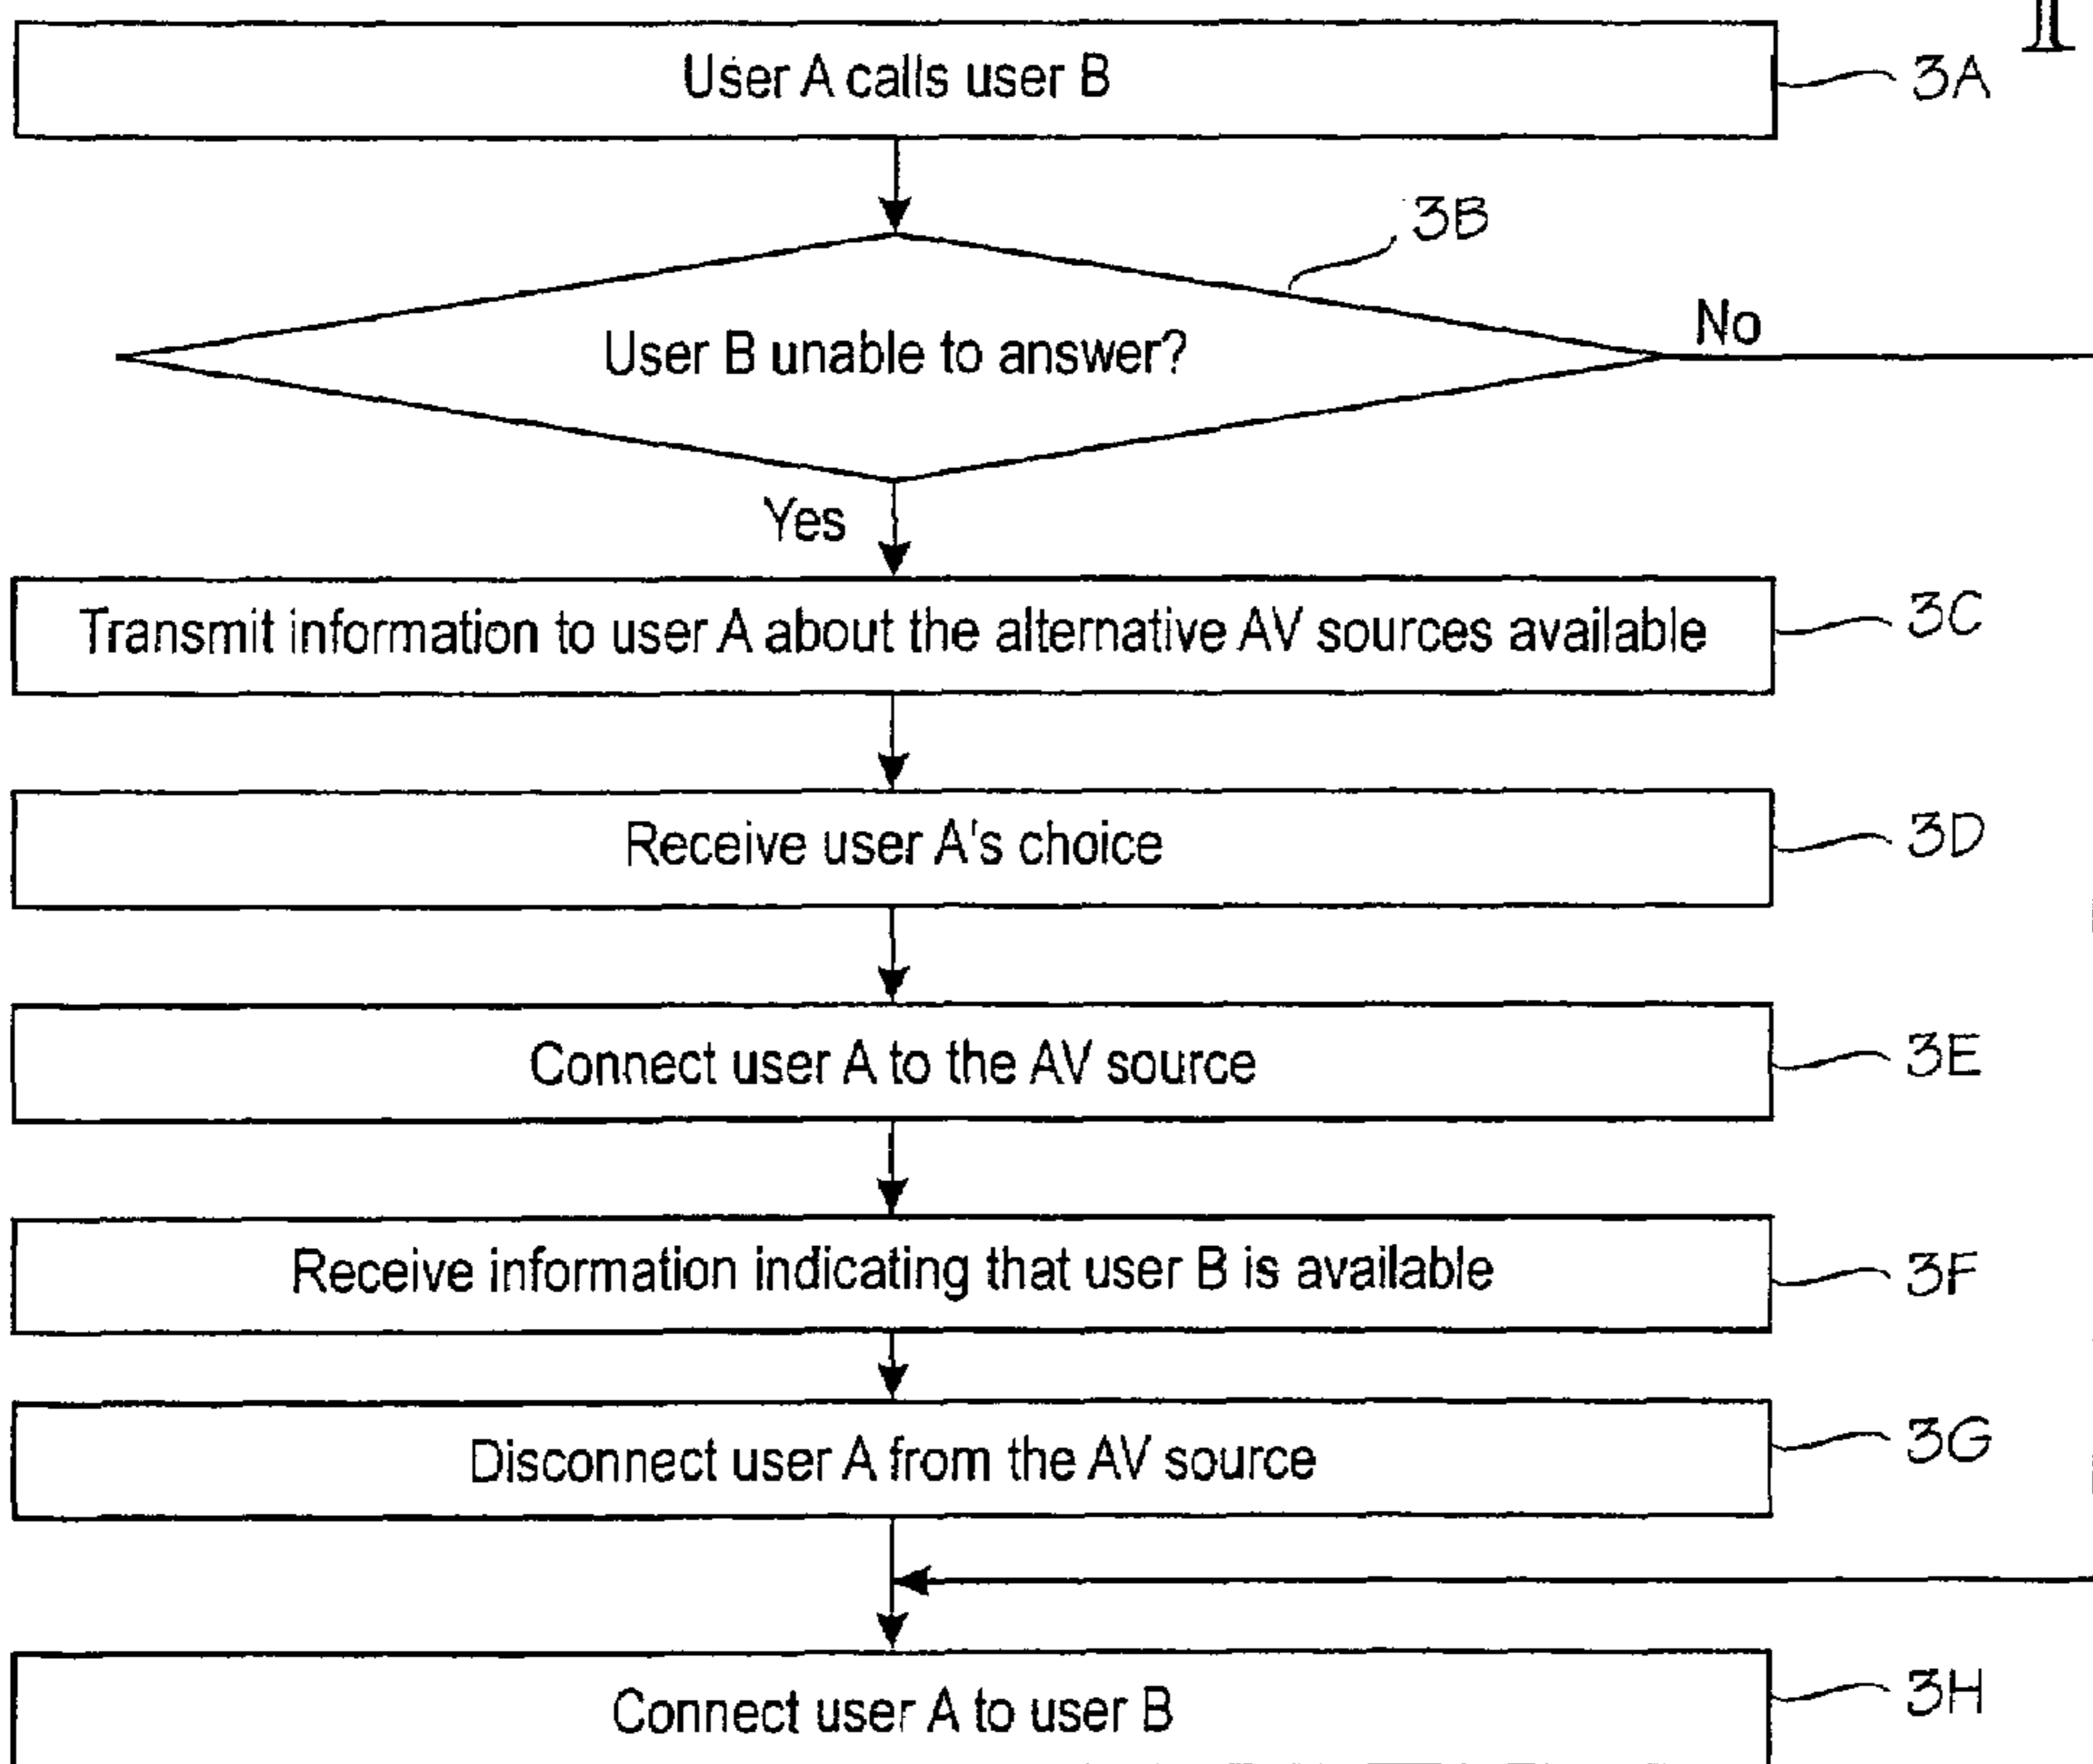 User A calls user B
3A
3B
User B unable to answer?
No
Yes
Transmit information to user A about the alternative AV sources available
3C
Receive user A's choice
3D
Connect user A to the AV source
3E
Receive information indicating that user B is available
3F
Disconnect user A from the AV source
3G
Connect user A to user B
3H